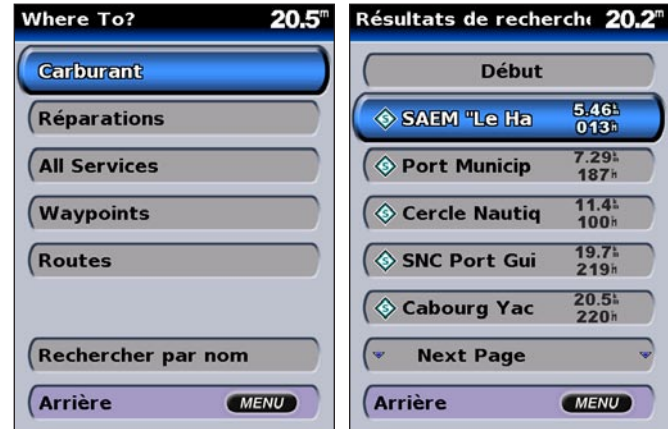 Where To? 20.5m
Carburant
Réparations
All Services
Waypoints
Routes
Rechercher par nom
Arrière MENU
Résultats de recherche 20.2m
Début
SAEM "Le Ha 5.46
013
Port Municip 7.29
187
Cercle Nautiq 11.4
100
SNC Port Gui 19.7
219
Cabourg Yac 20.5
220
Next Page
Arrière MENU